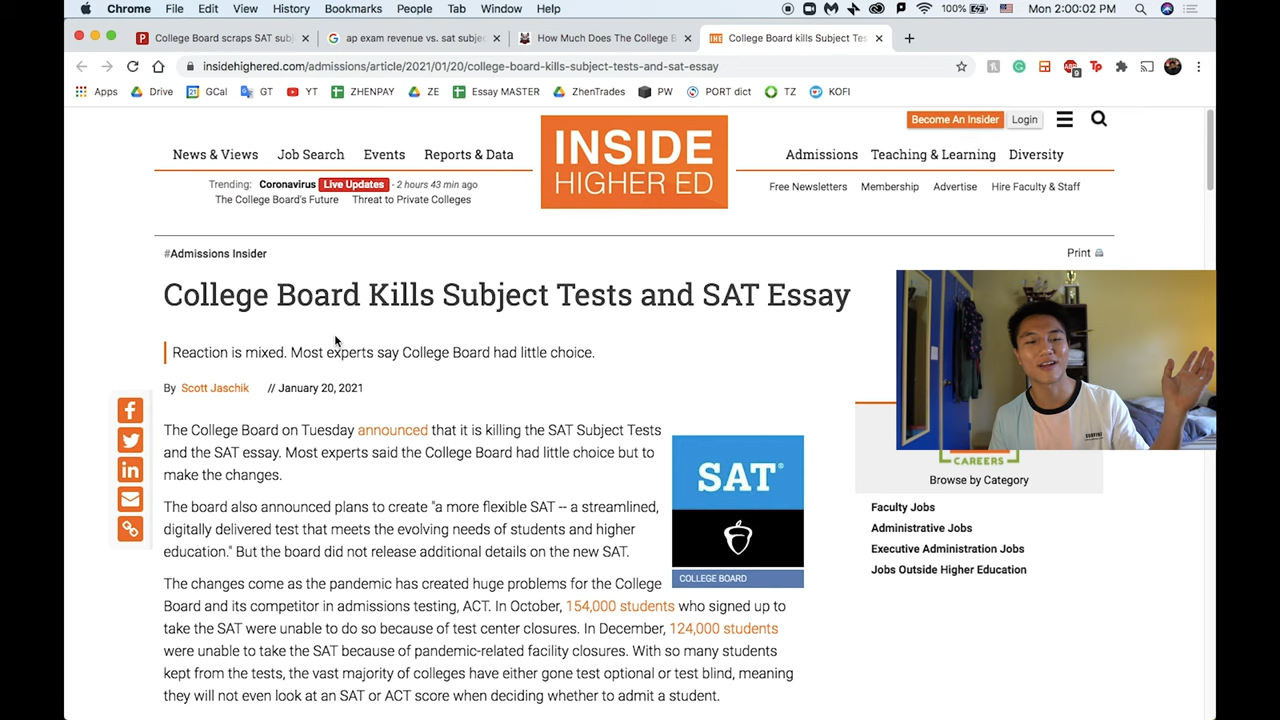 Chrome File Edit View History Bookmarks People Tab Window Help 100% Mon 2:00:02 PM
College Board scraps SAT sub
ap exam revenue vs. sat subje
How Much Does The College B
College Board kills Subject Tes
insidehighered.com/admissions/article/2021/01/20/college-board-kills-subject-tests-and-sat-essay
Apps Drive GCal GT YT ZHENPAY ZE Essay MASTER ZhenTrades PW PORT dict TZ KOFI
Become An Insider Login
News & Views Job Search Events Reports & Data
INSIDE
HIGHER ED
Admissions Teaching & Learning Diversity
Trending: Coronavirus Live Updates - 2 hours 43 min ago
The College Board's Future Threat to Private Colleges
Free Newsletters Membership Advertise Hire Faculty & Staff
#Admissions Insider
Print
College Board Kills Subject Tests and SAT Essay
Reaction is mixed. Most experts say College Board had little choice.
By Scott Jaschik // January 20, 2021
The College Board on Tuesday announced that it is killing the SAT Subject Tests
and the SAT essay. Most experts said the College Board had little choice but to
make the changes.
The board also announced plans to create "a more flexible SAT -- a streamlined,
digitally delivered test that meets the evolving needs of students and higher
education." But the board did not release additional details on the new SAT.
The changes come as the pandemic has created huge problems for the College
Board and its competitor in admissions testing, ACT. In October, 154,000 students who signed up to
take the SAT were unable to do so because of test center closures. In December, 124,000 students
were unable to take the SAT because of pandemic-related facility closures. With so many students
kept from the tests, the vast majority of colleges have either gone test optional or test blind, meaning
they will not even look at an SAT or ACT score when deciding whether to admit a student.
SAT®
COLLEGE BOARD
CAREERS
Browse by Category
Faculty Jobs
Administrative Jobs
Executive Administration Jobs
Jobs Outside Higher Education